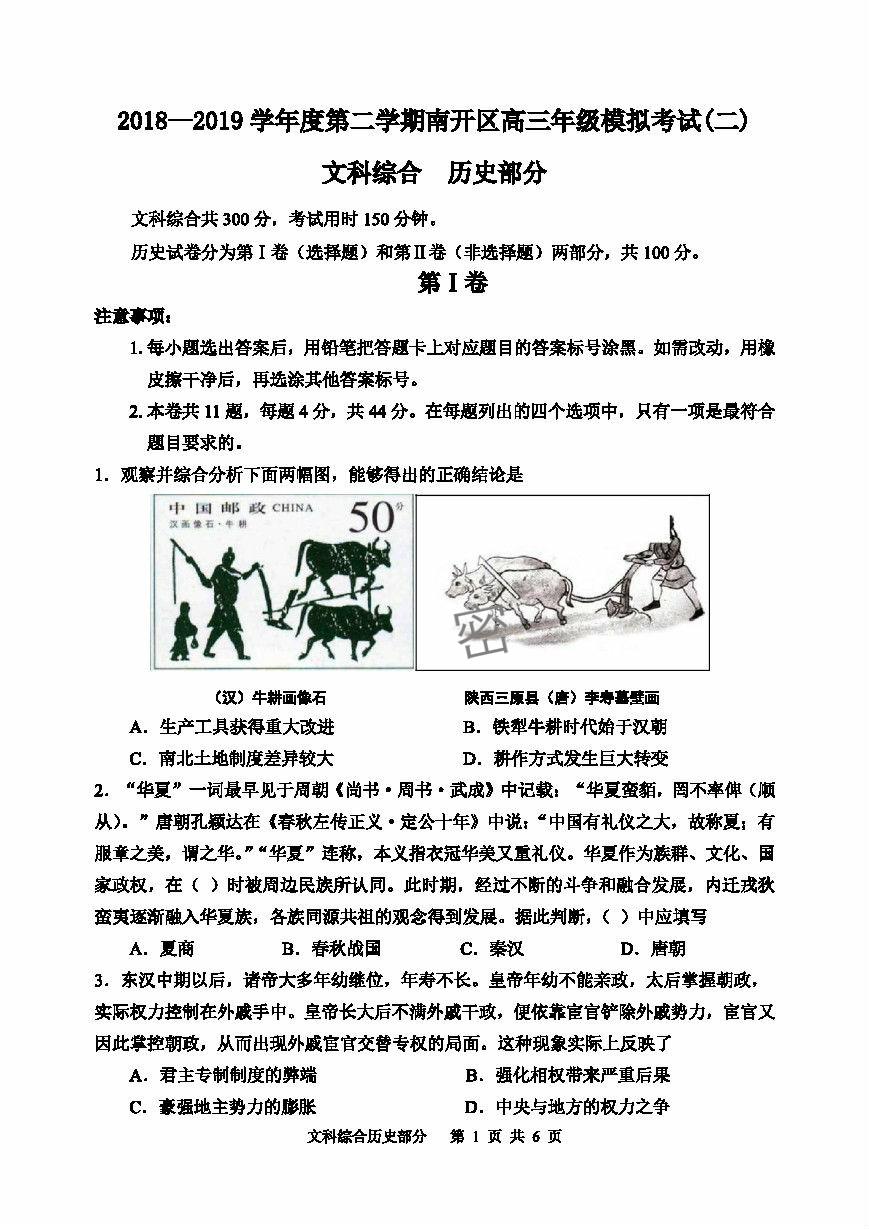 2018—2019 学年度第二学期南开区高三年级模拟考试(二)
文科综合 历史部分
文科综合共 300 分，考试用时 150 分钟。
历史试卷分为第Ⅰ卷（选择题）和第Ⅱ卷（非选择题）两部分，共 100 分。
第Ⅰ卷
注意事项：
1. 每小题选出答案后，用铅笔把答题卡上对应题目的答案标号涂黑。如需改动，用橡
皮擦干净后，再选涂其他答案标号。
2. 本卷共 11 题，每题 4 分，共 44 分。在每题列出的四个选项中，只有一项是最符合
题目要求的。
1．观察并综合分析下面两幅图，能够得出的正确结论是
中国邮政 CHINA 50分
汉画像石·牛耕
密
（汉）牛耕画像石 陕西三原县（唐）李寿墓壁画
A．生产工具获得重大改进 B．铁犁牛耕时代始于汉朝
C．南北土地制度差异较大 D．耕作方式发生巨大转变
2．“华夏”一词最早见于周朝《尚书·周书·武成》中记载：“华夏蛮貊，罔不率俾（顺
从）。”唐朝孔颖达在《春秋左传正义·定公十年》中说：“中国有礼仪之大，故称夏；有
服章之美，谓之华。”“华夏”连称，本义指衣冠华美又重礼仪。华夏作为族群、文化、国
家政权，在（ ）时被周边民族所认同。此时期，经过不断的斗争和融合发展，内迁戎狄
蛮夷逐渐融入华夏族，各族同源共祖的观念得到发展。据此判断，（ ）中应填写
A．夏商 B．春秋战国 C．秦汉 D．唐朝
3．东汉中期以后，诸帝大多年幼继位，年寿不长。皇帝年幼不能亲政，太后掌握朝政，
实际权力控制在外戚手中。皇帝长大后不满外戚干政，便依靠宦官铲除外戚势力，宦官又
因此掌控朝政，从而出现外戚宦官交替专权的局面。这种现象实际上反映了
A．君主专制制度的弊端 B．强化相权带来严重后果
C．豪强地主势力的膨胀 D．中央与地方的权力之争
文科综合历史部分 第 1 页 共 6 页